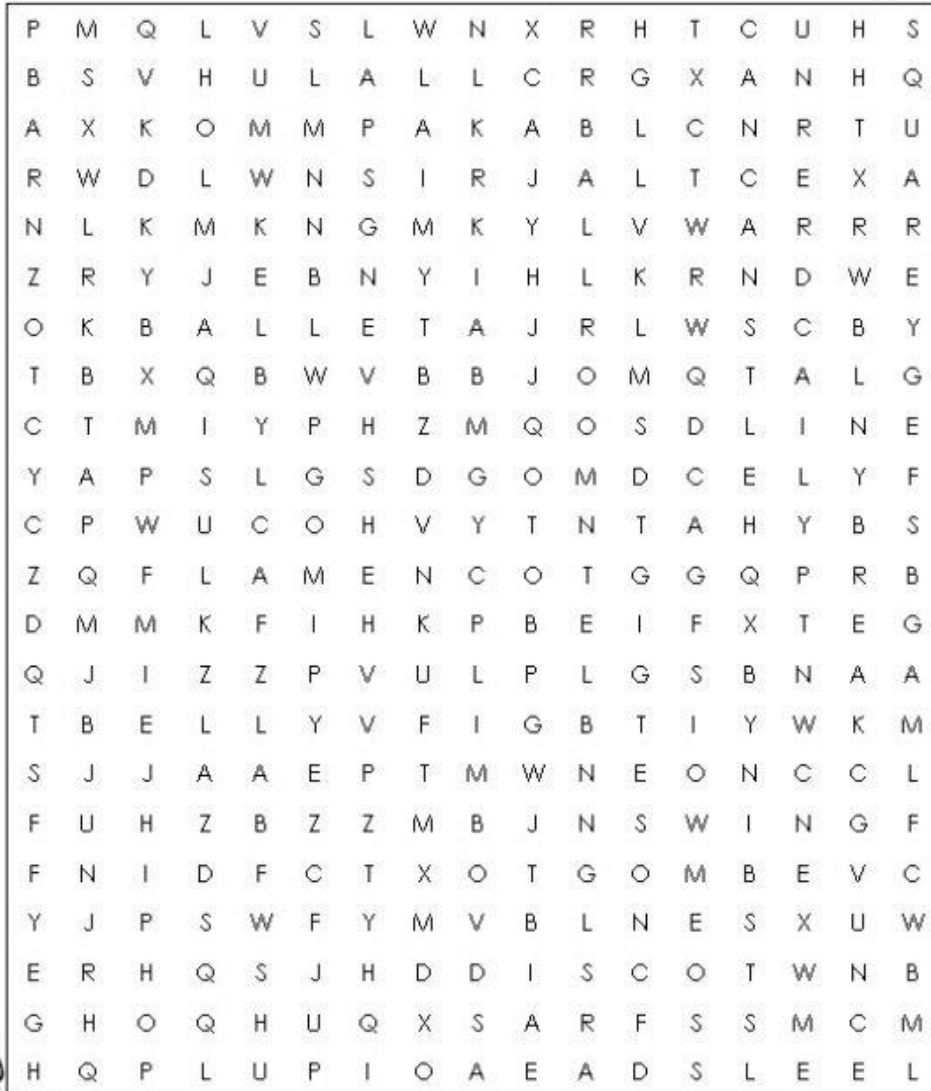 P M Q L V S L W N X R H T C U H S
B S V H U L A L L C R G X A N H Q
A X K O M M P A K A B L C N R T U
R W D L W N S I R J A L T C E X A
N L K M K N G M K Y L V W A R R R
Z R Y J E B N Y I H L K R N D W E
O K B A L L E T A J R L W S C B Y
T B X Q B W V B B J O M Q T A L G
C T M I Y P H Z M Q O S D L I N E
Y A P S L G S D G O M D C E L Y F
C P W U C O H V Y T N T A H Y B S
Z Q F L A M E N C O T G G Q P R B
D M M K F I H K P B E I F X T E G
Q J I Z Z P V U L P L G S B N A A
T B E L L Y V F I G B T I Y W K M
S J J A A E P T M W N E O N C C L
F U H Z B Z Z M B J N S W I N G F
F N I D F C T X O T G O M B E V C
Y J P S W F Y M V B L N E S X U W
E R H Q S J H D D I S C O T W N B
G H O Q H U Q X S A R F S S M C M
H Q P L U P I O A E A D S L E E L